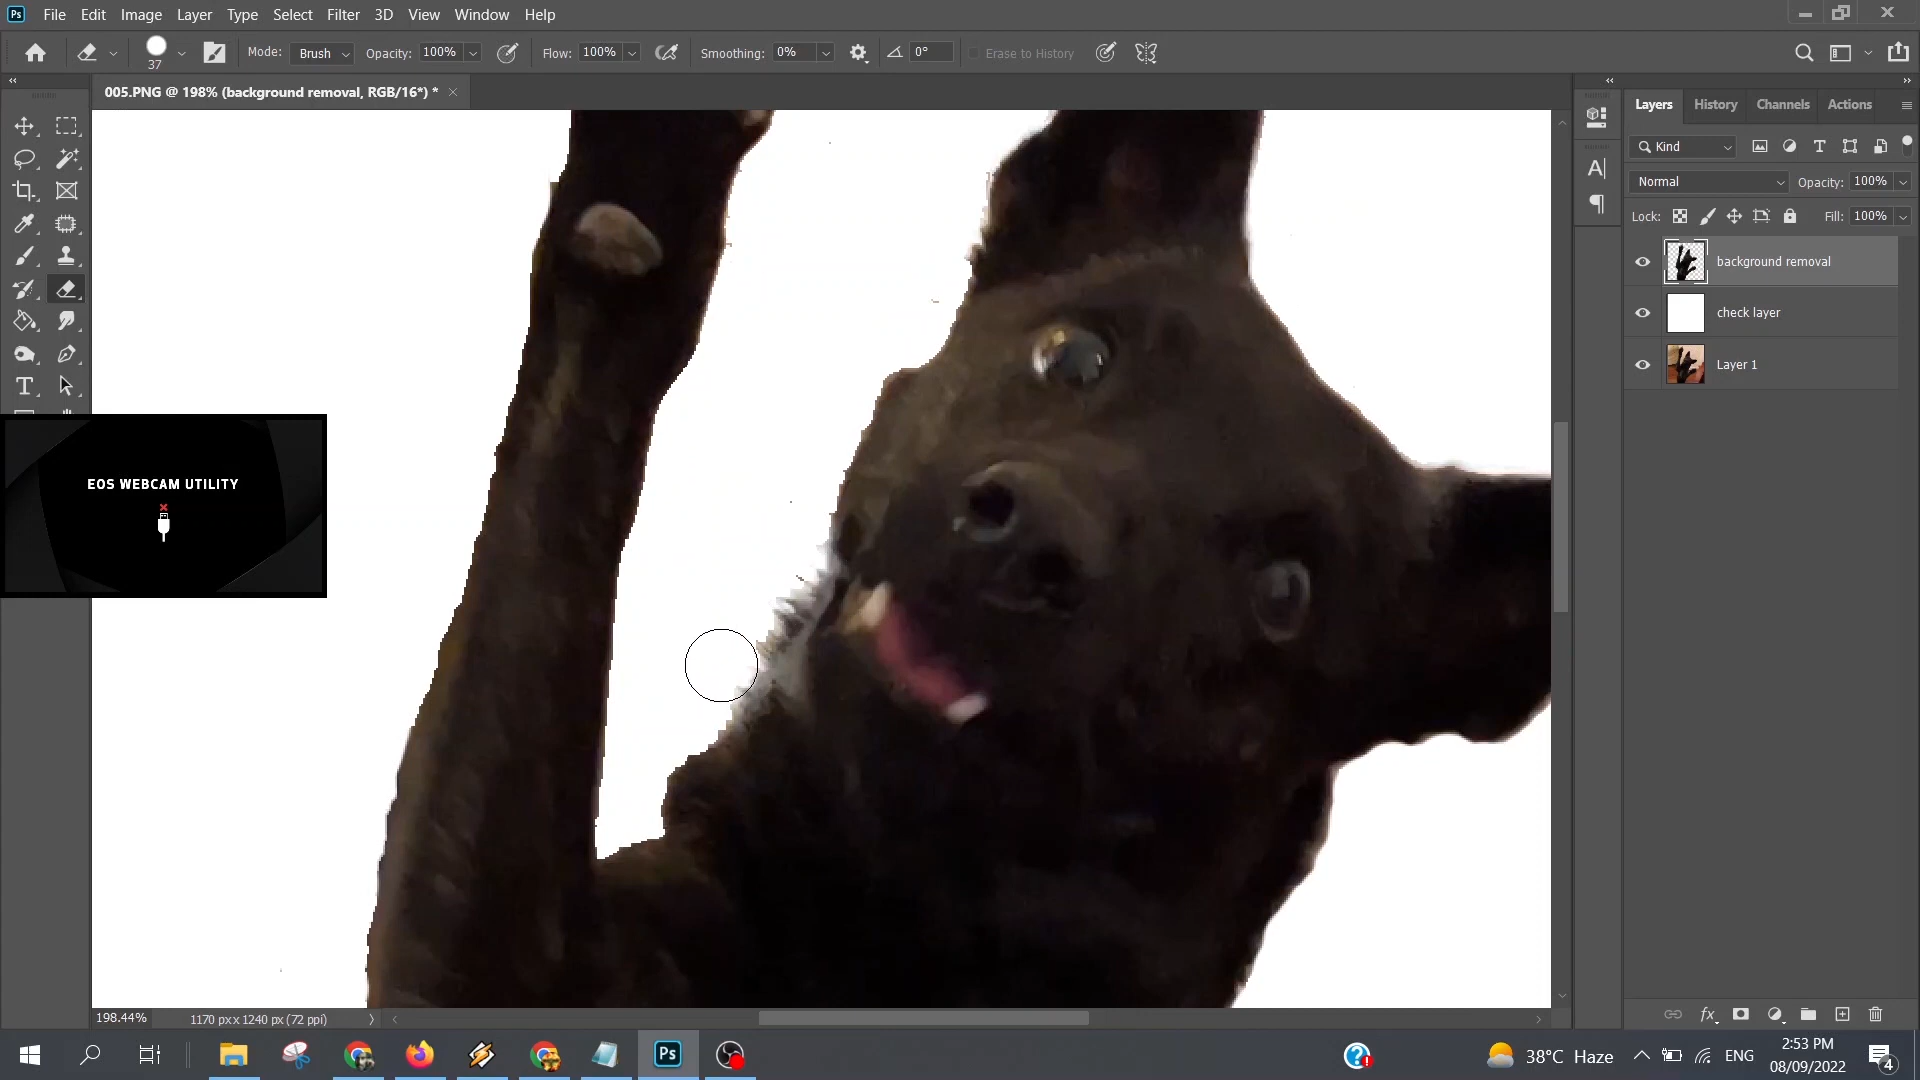 Ps File Edit Image Layer Type Select Filter 3D View Window Help
37 Mode: Brush Opacity: 100% Flow: 100% Smoothing: 0% 0° Erase to History
005.PNG @ 198% (background removal, RGB/16*) *
Layers History Channels Actions
Kind
Normal Opacity: 100%
Lock: Fill: 100%
background removal
check layer
Layer 1
EOS WEBCAM UTILITY
198.44% 1170 px x 1240 px (72 ppi)
Ps 38°C Haze ENG 2:53 PM
08/09/2022 4